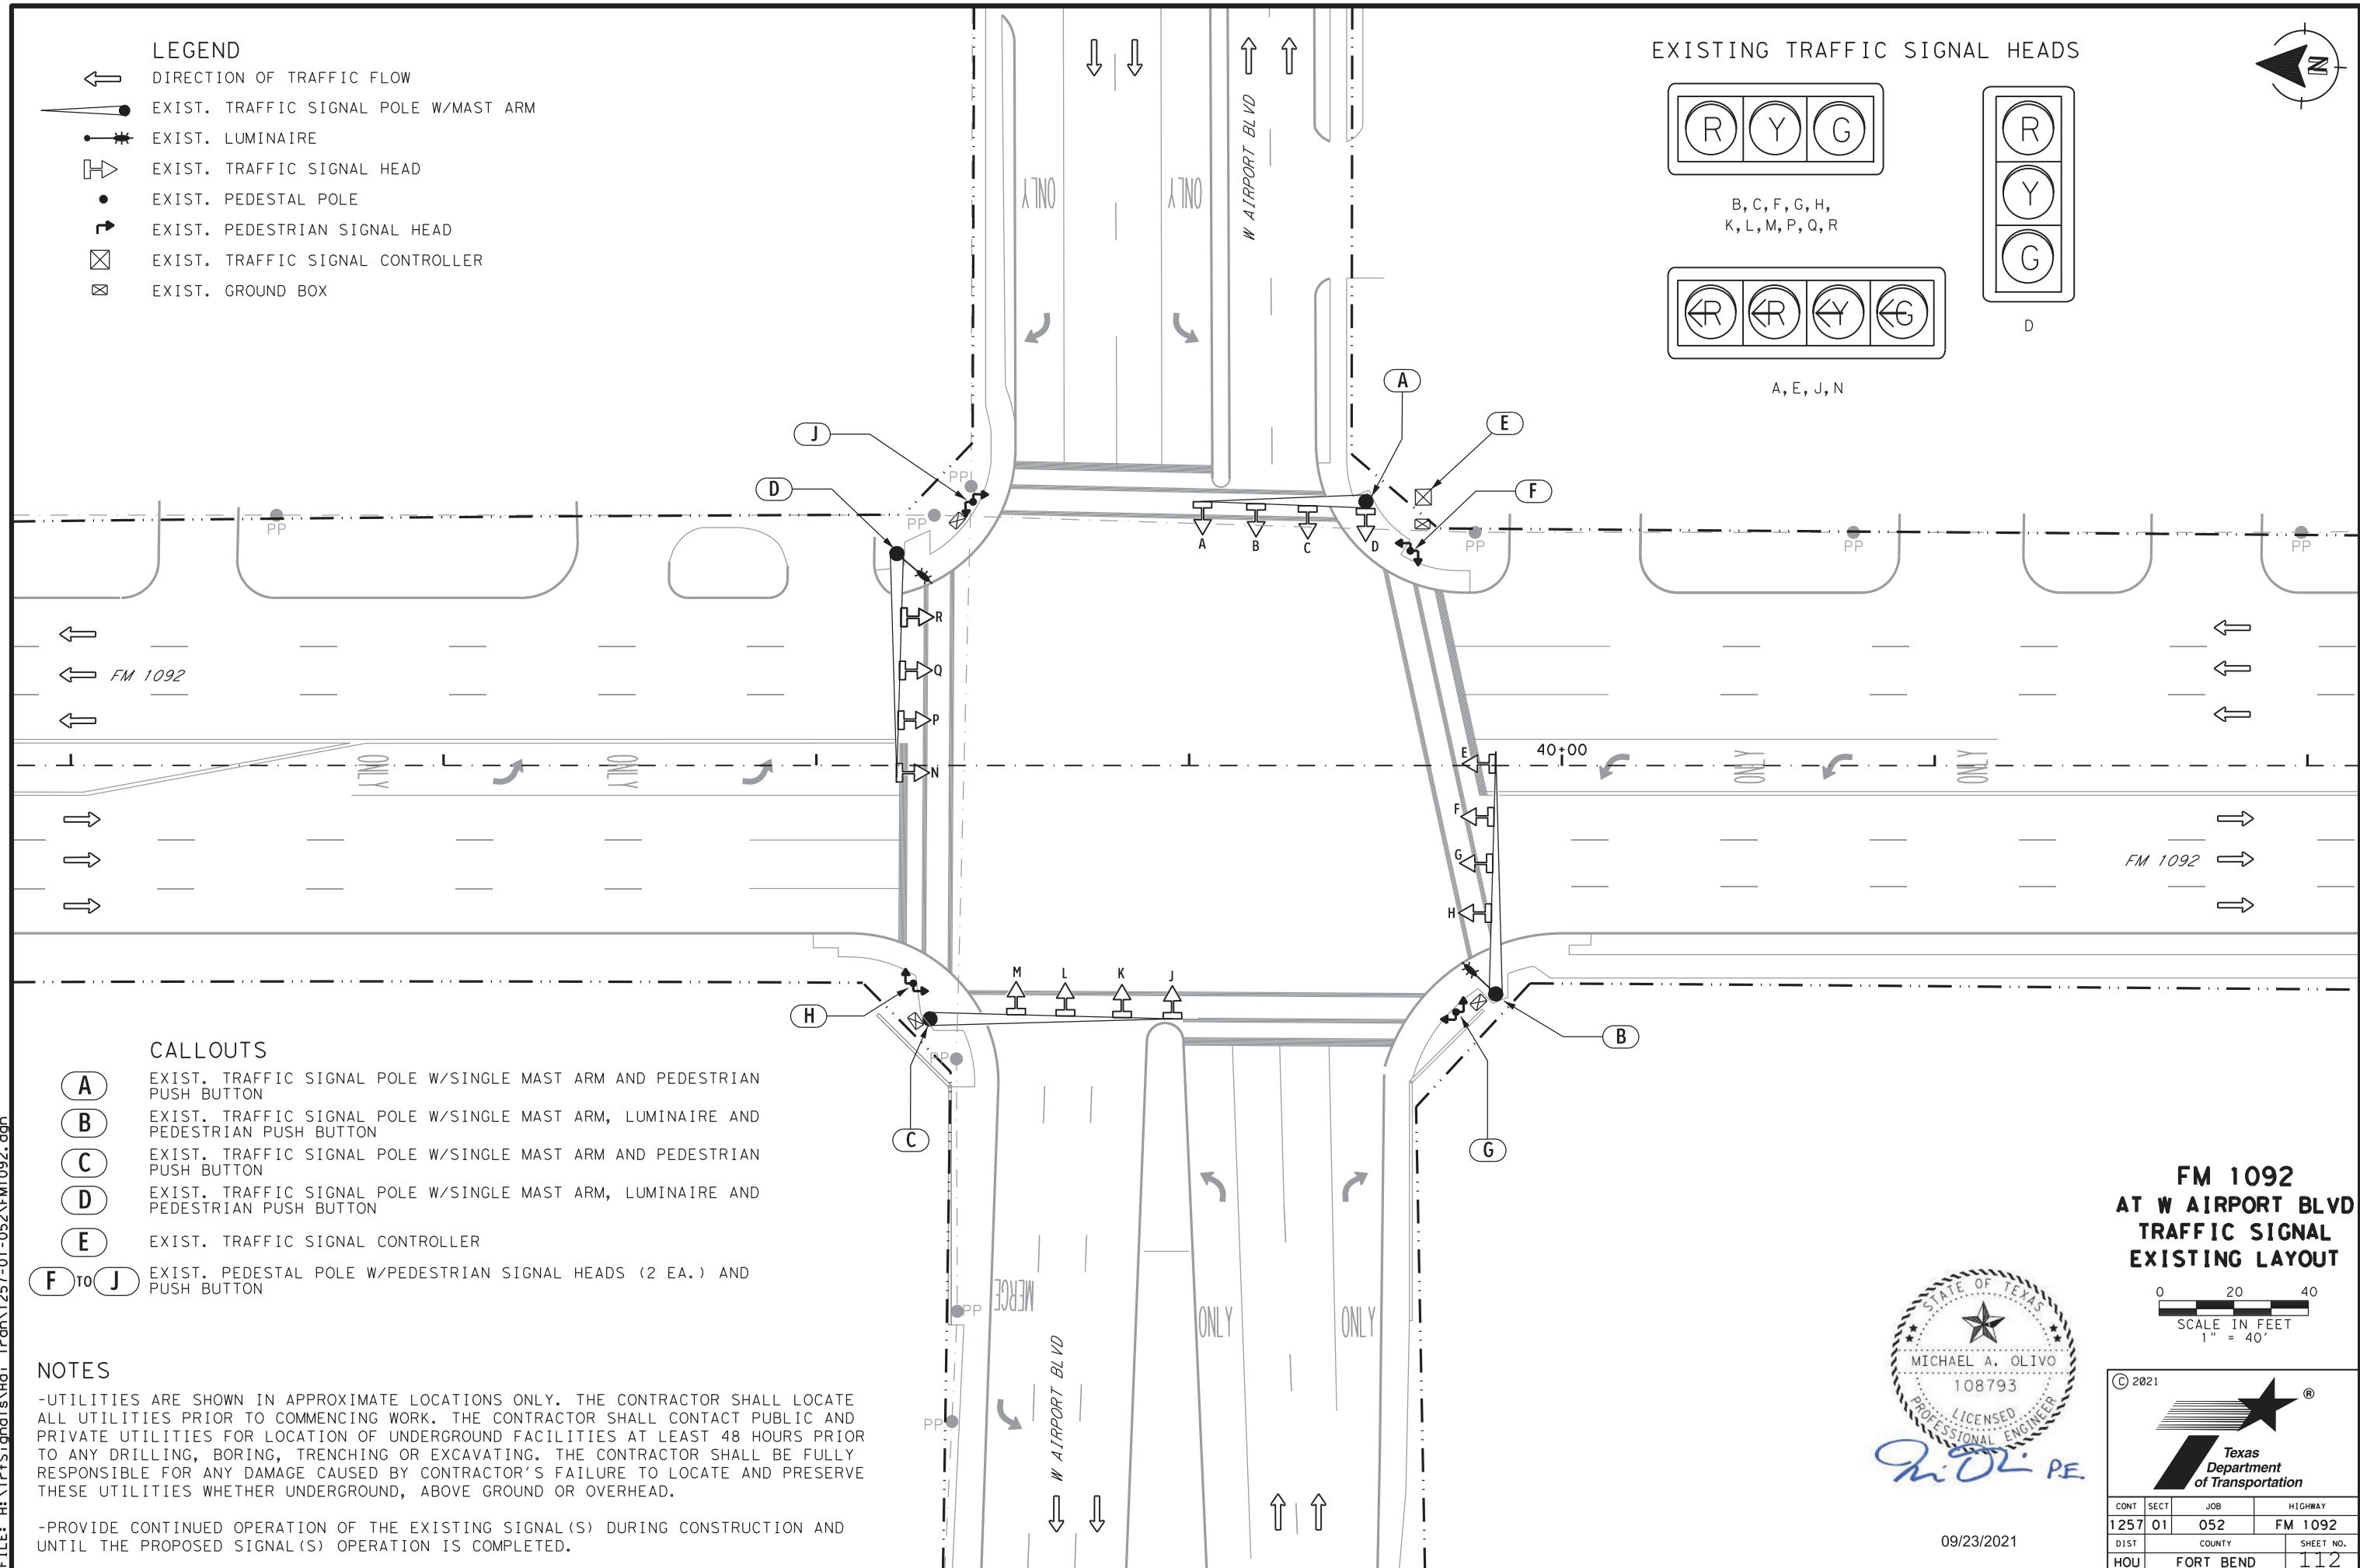 LEGEND
DIRECTION OF TRAFFIC FLOW
EXIST. TRAFFIC SIGNAL POLE W/MAST ARM
EXIST. LUMINAIRE
EXIST. TRAFFIC SIGNAL HEAD
EXIST. PEDESTAL POLE
EXIST. PEDESTRIAN SIGNAL HEAD
EXIST. TRAFFIC SIGNAL CONTROLLER
EXIST. GROUND BOX
EXISTING TRAFFIC SIGNAL HEADS
R Y G
B, C, F, G, H,
K, L, M, P, Q, R
R R Y G
A, E, J, N
R
Y
G
D
N
W AIRPORT BLVD
ONLY
ONLY
A
E
F
J
D
PP
PP
PP
A B C D
PP
PP
PP
R
Q
P
N
FM 1092
ONLY
ONLY
E
F
G
H
40+00
ONLY
ONLY
FM 1092
M L K J
H
C
PP
B
G
MERGE
ONLY
ONLY
PP
PP
W AIRPORT BLVD
CALLOUTS
A EXIST. TRAFFIC SIGNAL POLE W/SINGLE MAST ARM AND PEDESTRIAN
PUSH BUTTON
B EXIST. TRAFFIC SIGNAL POLE W/SINGLE MAST ARM, LUMINAIRE AND
PEDESTRIAN PUSH BUTTON
C EXIST. TRAFFIC SIGNAL POLE W/SINGLE MAST ARM AND PEDESTRIAN
PUSH BUTTON
D EXIST. TRAFFIC SIGNAL POLE W/SINGLE MAST ARM, LUMINAIRE AND
PEDESTRIAN PUSH BUTTON
E EXIST. TRAFFIC SIGNAL CONTROLLER
F TO J EXIST. PEDESTAL POLE W/PEDESTRIAN SIGNAL HEADS (2 EA.) AND
PUSH BUTTON
NOTES
-UTILITIES ARE SHOWN IN APPROXIMATE LOCATIONS ONLY. THE CONTRACTOR SHALL LOCATE
ALL UTILITIES PRIOR TO COMMENCING WORK. THE CONTRACTOR SHALL CONTACT PUBLIC AND
PRIVATE UTILITIES FOR LOCATION OF UNDERGROUND FACILITIES AT LEAST 48 HOURS PRIOR
TO ANY DRILLING, BORING, TRENCHING OR EXCAVATING. THE CONTRACTOR SHALL BE FULLY
RESPONSIBLE FOR ANY DAMAGE CAUSED BY CONTRACTOR'S FAILURE TO LOCATE AND PRESERVE
THESE UTILITIES WHETHER UNDERGROUND, ABOVE GROUND OR OVERHEAD.
-PROVIDE CONTINUED OPERATION OF THE EXISTING SIGNAL(S) DURING CONSTRUCTION AND
UNTIL THE PROPOSED SIGNAL(S) OPERATION IS COMPLETED.
STATE OF TEXAS
MICHAEL A. OLIVO
108793
LICENSED
PROFESSIONAL ENGINEER
P.E.
09/23/2021
FM 1092
AT W AIRPORT BLVD
TRAFFIC SIGNAL
EXISTING LAYOUT
0 20 40
SCALE IN FEET
1" = 40'
© 2021
®
Texas
Department
of Transportation
CONT SECT JOB HIGHWAY
1257 01 052 FM 1092
DIST COUNTY SHEET NO.
HOU FORT BEND 112